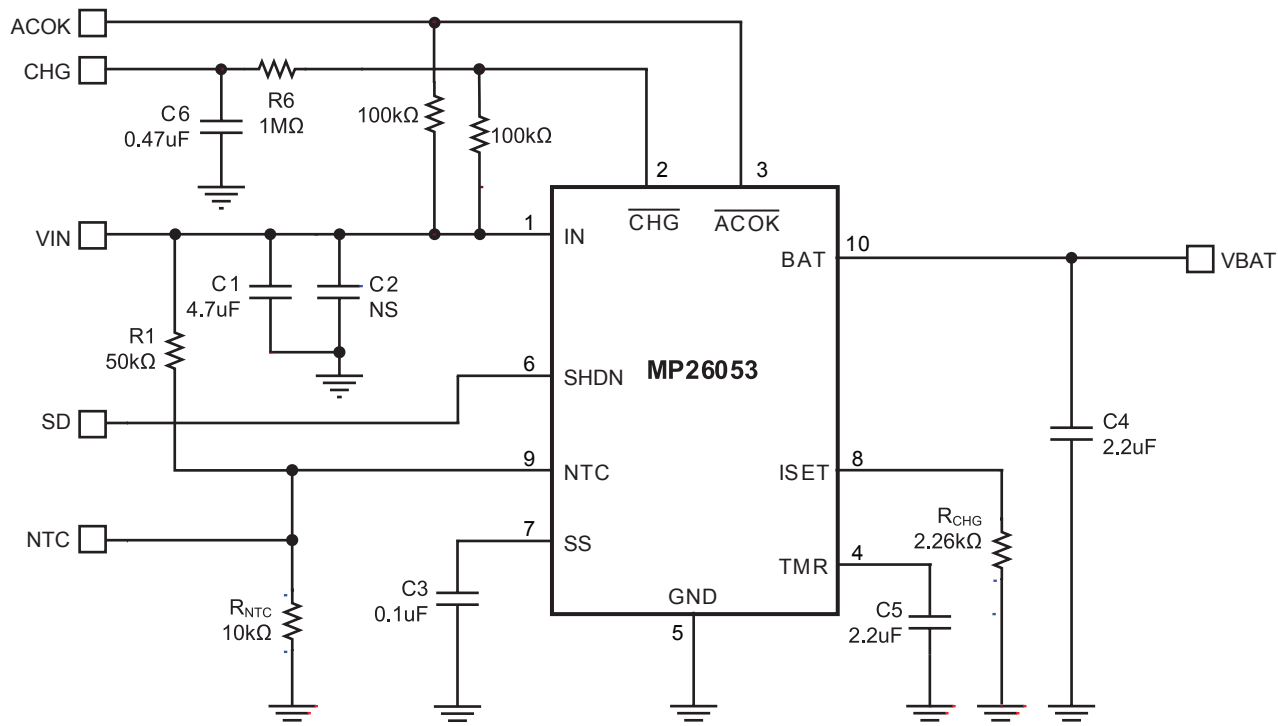 ACOK
CHG
R6
1MΩ
C6
0.47uF
100kΩ
100kΩ
2
3
VIN
1
IN
CHG
ACOK
BAT
10
VBAT
C1
4.7uF
C2
NS
R1
50kΩ
6
SHDN
MP26053
SD
C4
2.2uF
9
NTC
ISET
8
NTC
7
SS
RCHG
2.26kΩ
TMR
4
C3
0.1uF
RNTC
10kΩ
GND
5
C5
2.2uF